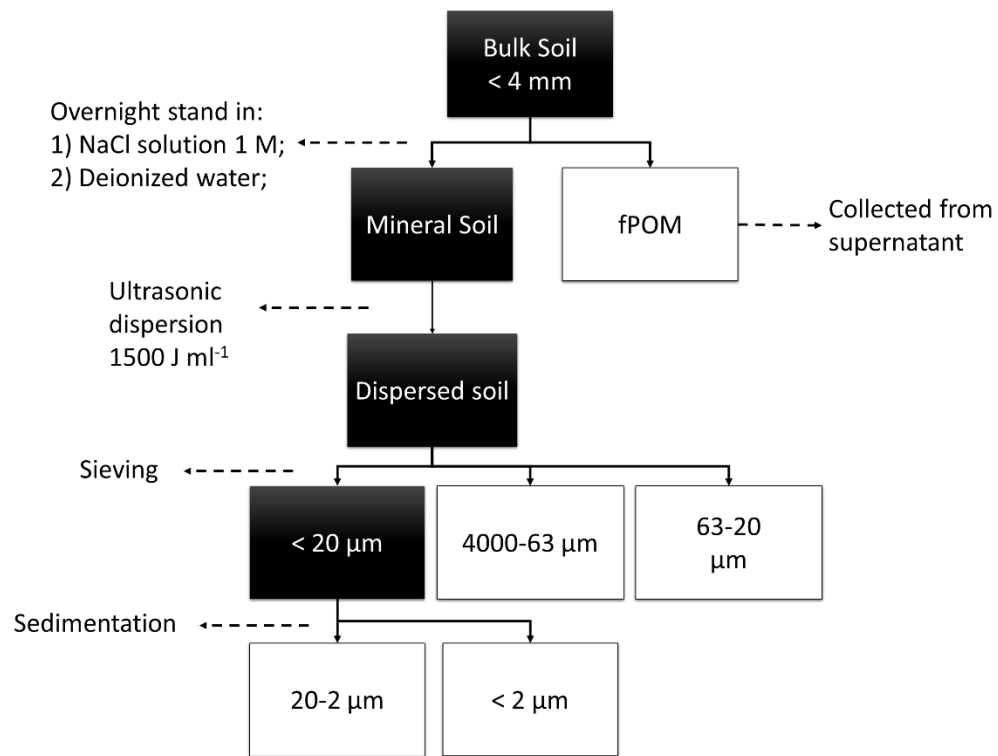 Bulk Soil
< 4 mm
Overnight stand in:
1) NaCl solution 1 M;
2) Deionized water;
Mineral Soil
fPOM
Collected from
supernatant
Ultrasonic
dispersion
1500 J ml⁻¹
Dispersed soil
Sieving
< 20 µm
4000-63 µm
63-20
µm
Sedimentation
20-2 µm
< 2 µm